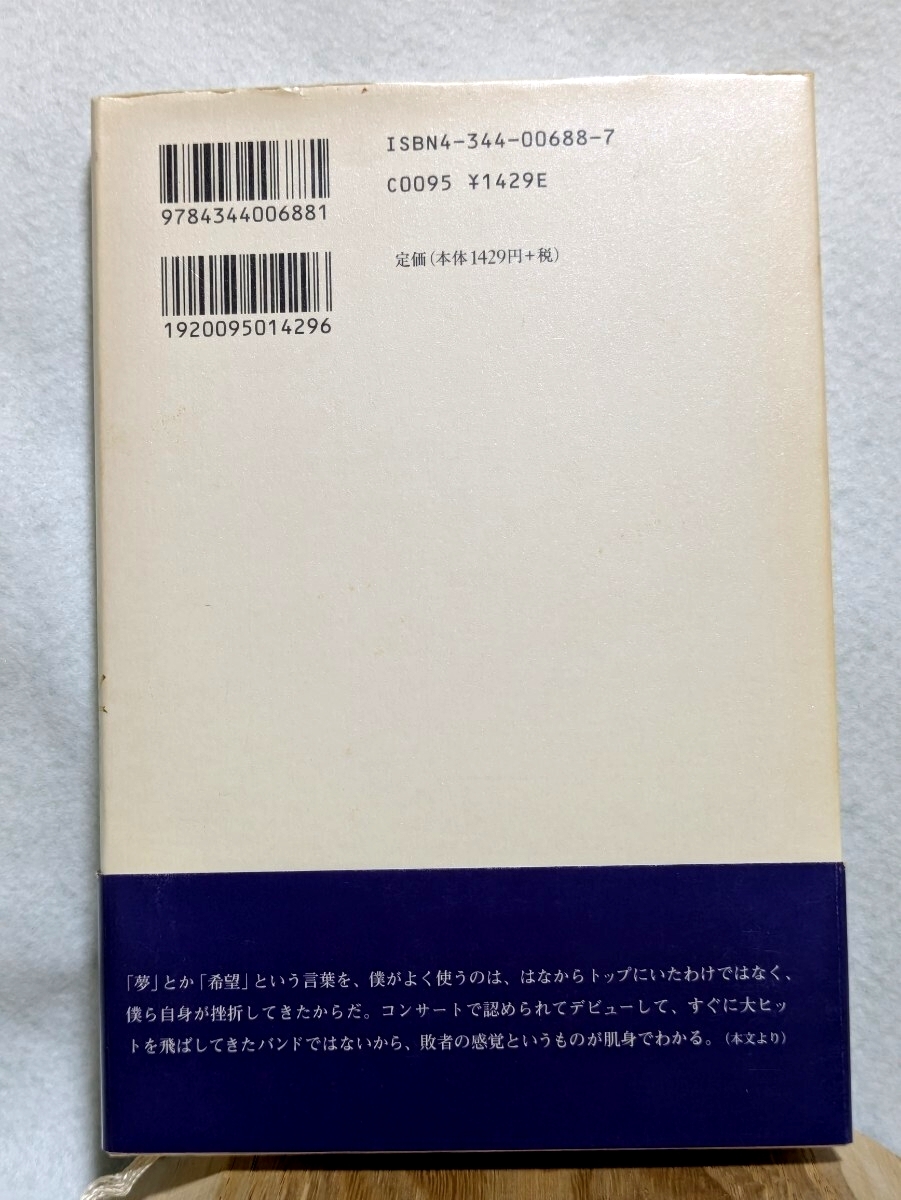 9784344006881
ISBN4-344-00688-7
C0095 ¥1429E
1920095014296
定価(本体1429円+税)
「夢」とか「希望」という言葉を、僕がよく使うのは、はなからトップにいたわけではなく、
僕ら自身が挫折してきたからだ。コンサートで認められてデビューして、すぐに大ヒッ
トを飛ばしてきたバンドではないから、敗者の感覚というものが肌身でわかる。(本文より)